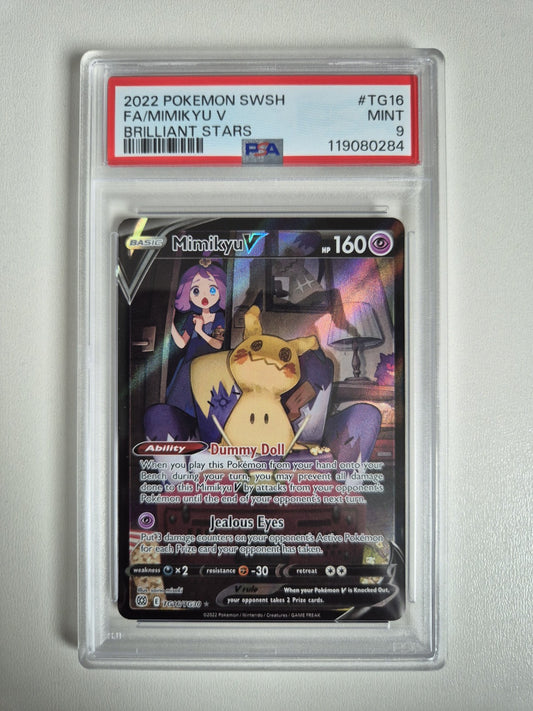 2022 POKEMON SWSH #TG16
FA/MIMIKYU V MINT
BRILLIANT STARS 9
PSA 119080284
BASIC Mimikyu V HP 160
Ability Dummy Doll
When you play this Pokémon from your hand onto your
Bench during your turn, you may prevent all damage
done to this Mimikyu V by attacks from your opponent's
Pokémon until the end of your opponent's next turn.
Jealous Eyes
Put 3 damage counters on your opponent's Active Pokémon
for each Prize card your opponent has taken.
weakness ×2 resistance -30 retreat
V rule When your Pokémon V is Knocked Out,
your opponent takes 2 Prize cards.
Illus.
E TG16/TG30
©2022 Pokémon / Nintendo / Creatures / GAME FREAK